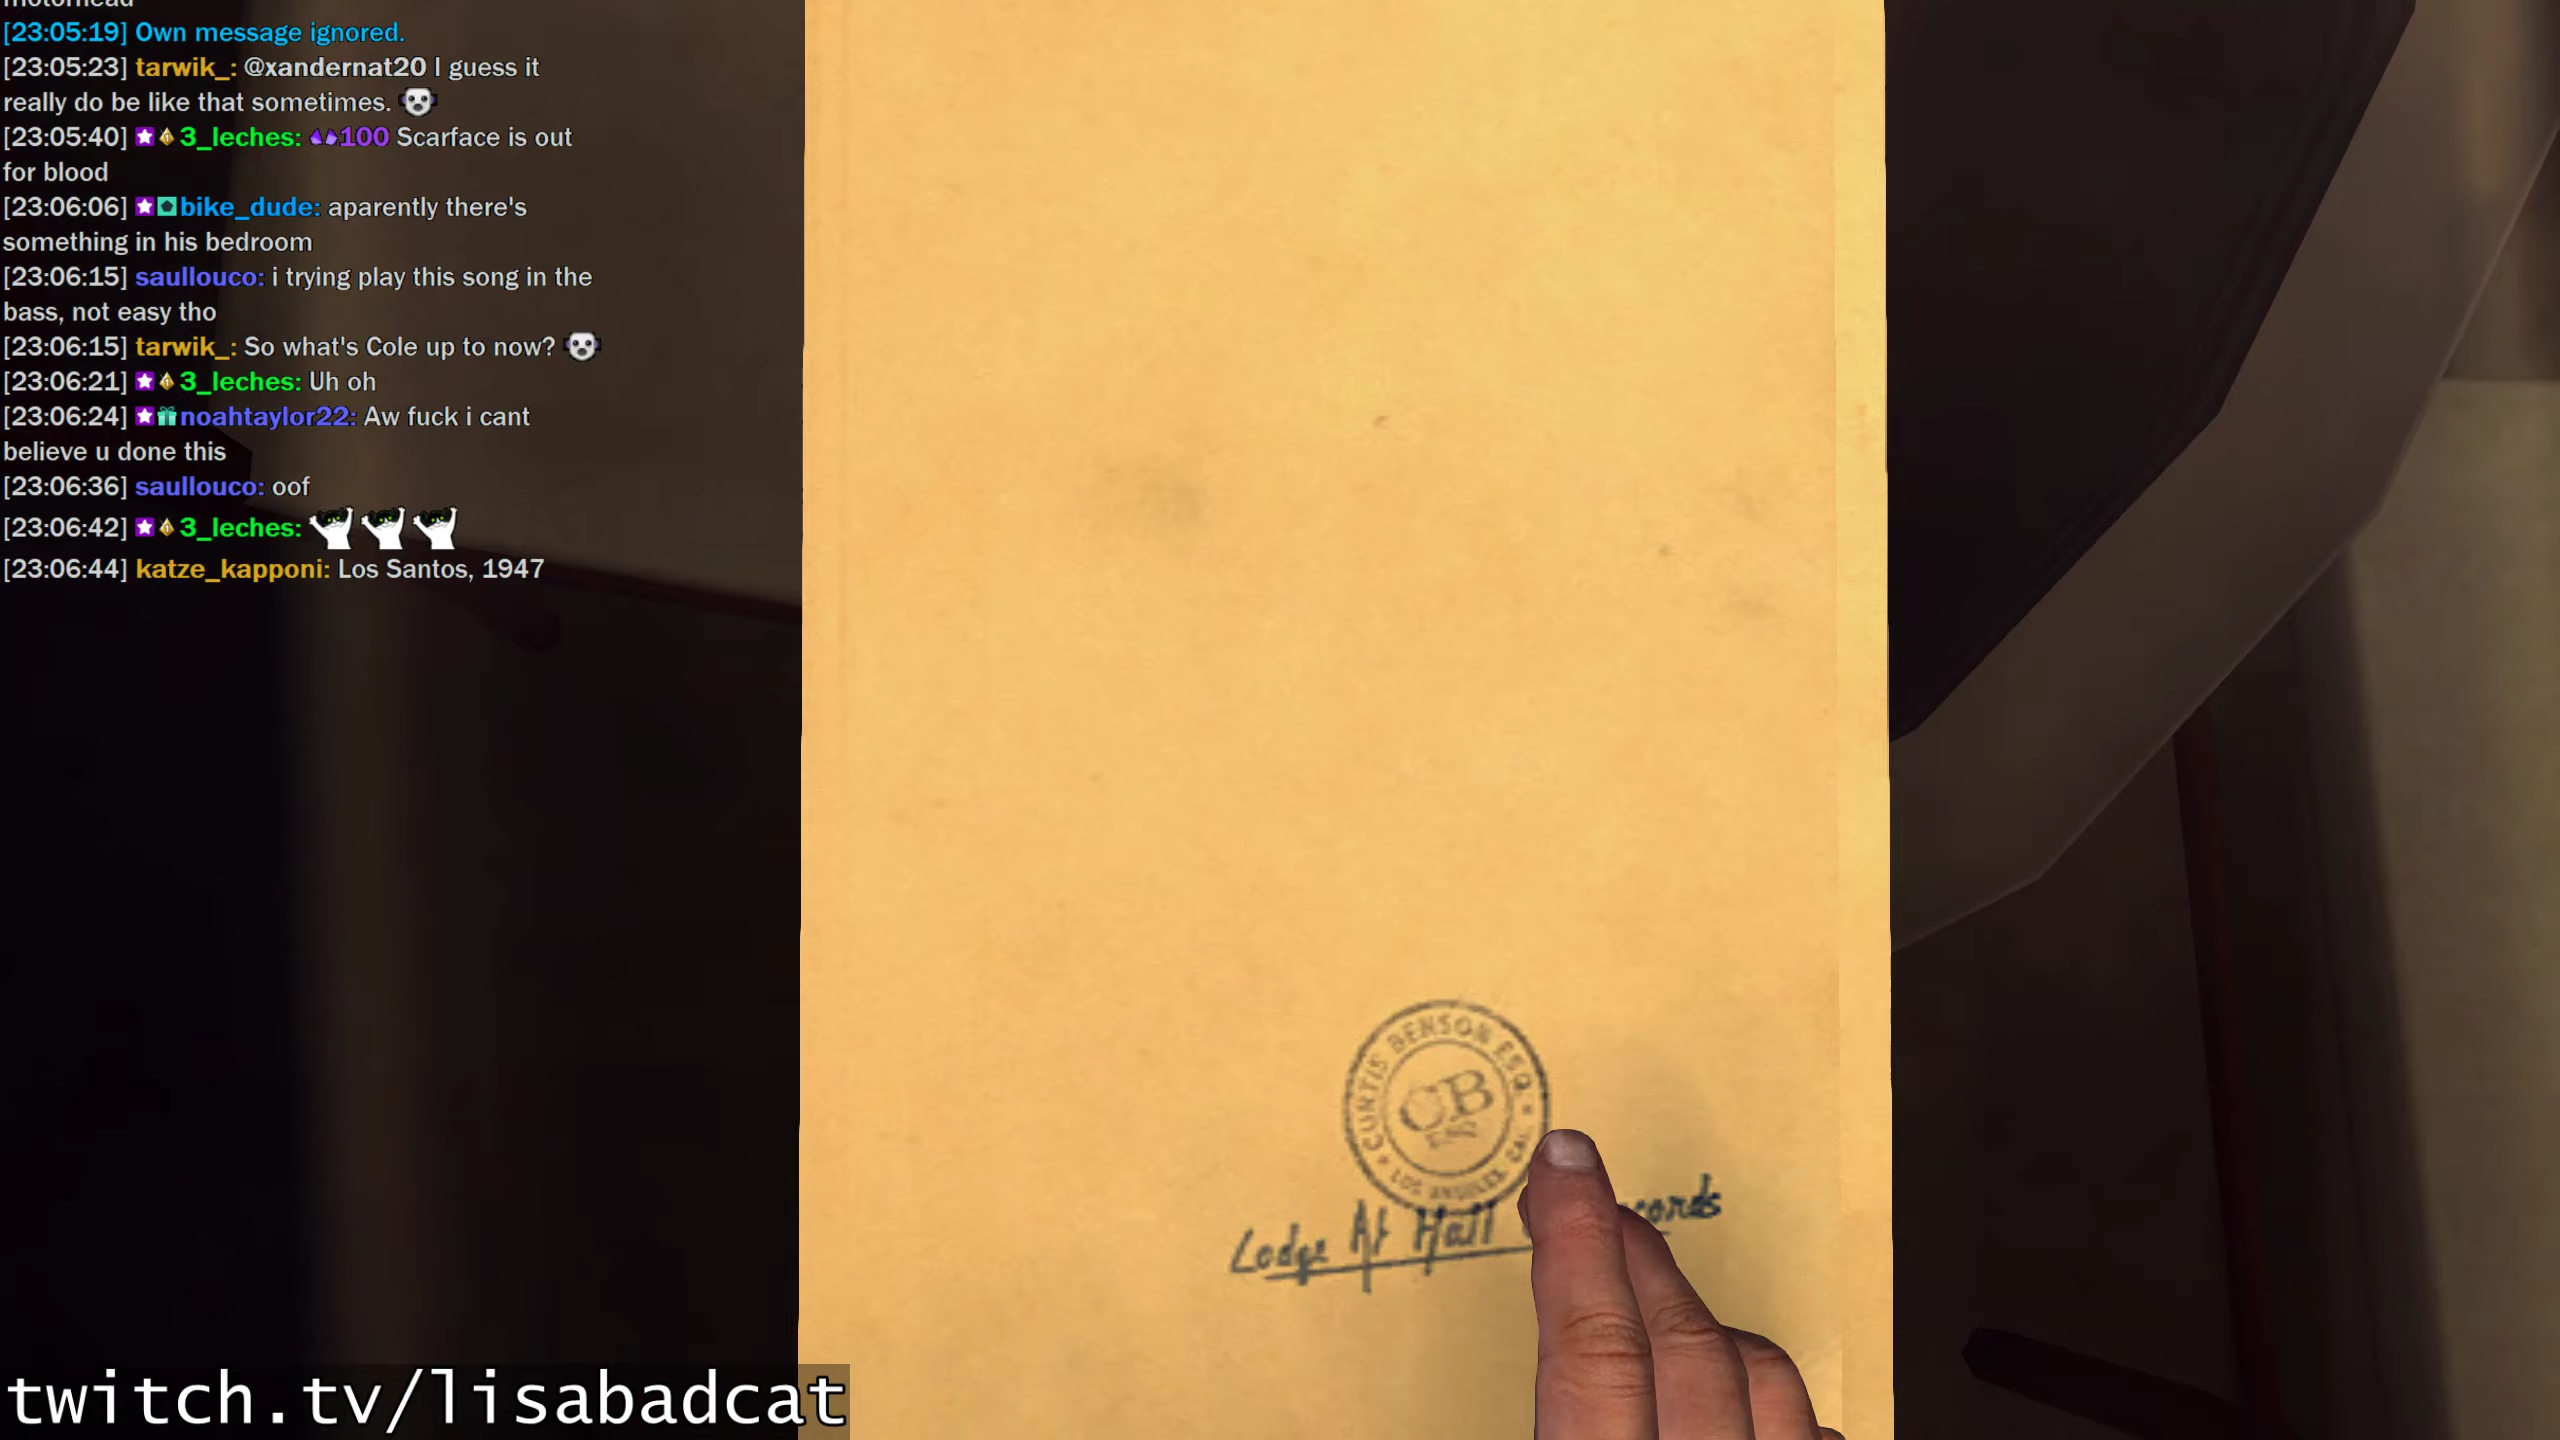 [23:05:19] Own message ignored.
[23:05:23] tarwik_: @xandernat20 I guess it
really do be like that sometimes.
[23:05:40] 3_leches: 100 Scarface is out
for blood
[23:06:06] bike_dude: aparently there's
something in his bedroom
[23:06:15] saullouco: i trying play this song in the
bass, not easy tho
[23:06:15] tarwik_: So what's Cole up to now?
[23:06:21] 3_leches: Uh oh
[23:06:24] noahtaylor22: Aw fuck i cant
believe u done this
[23:06:36] saullouco: oof
[23:06:42] 3_leches:
[23:06:44] katze_kapponi: Los Santos, 1947
CURTIS BENSON ESQ.
CB
LOS ANGELES, CAL.
Lodge At Hall
twitch.tv/lisabadcat